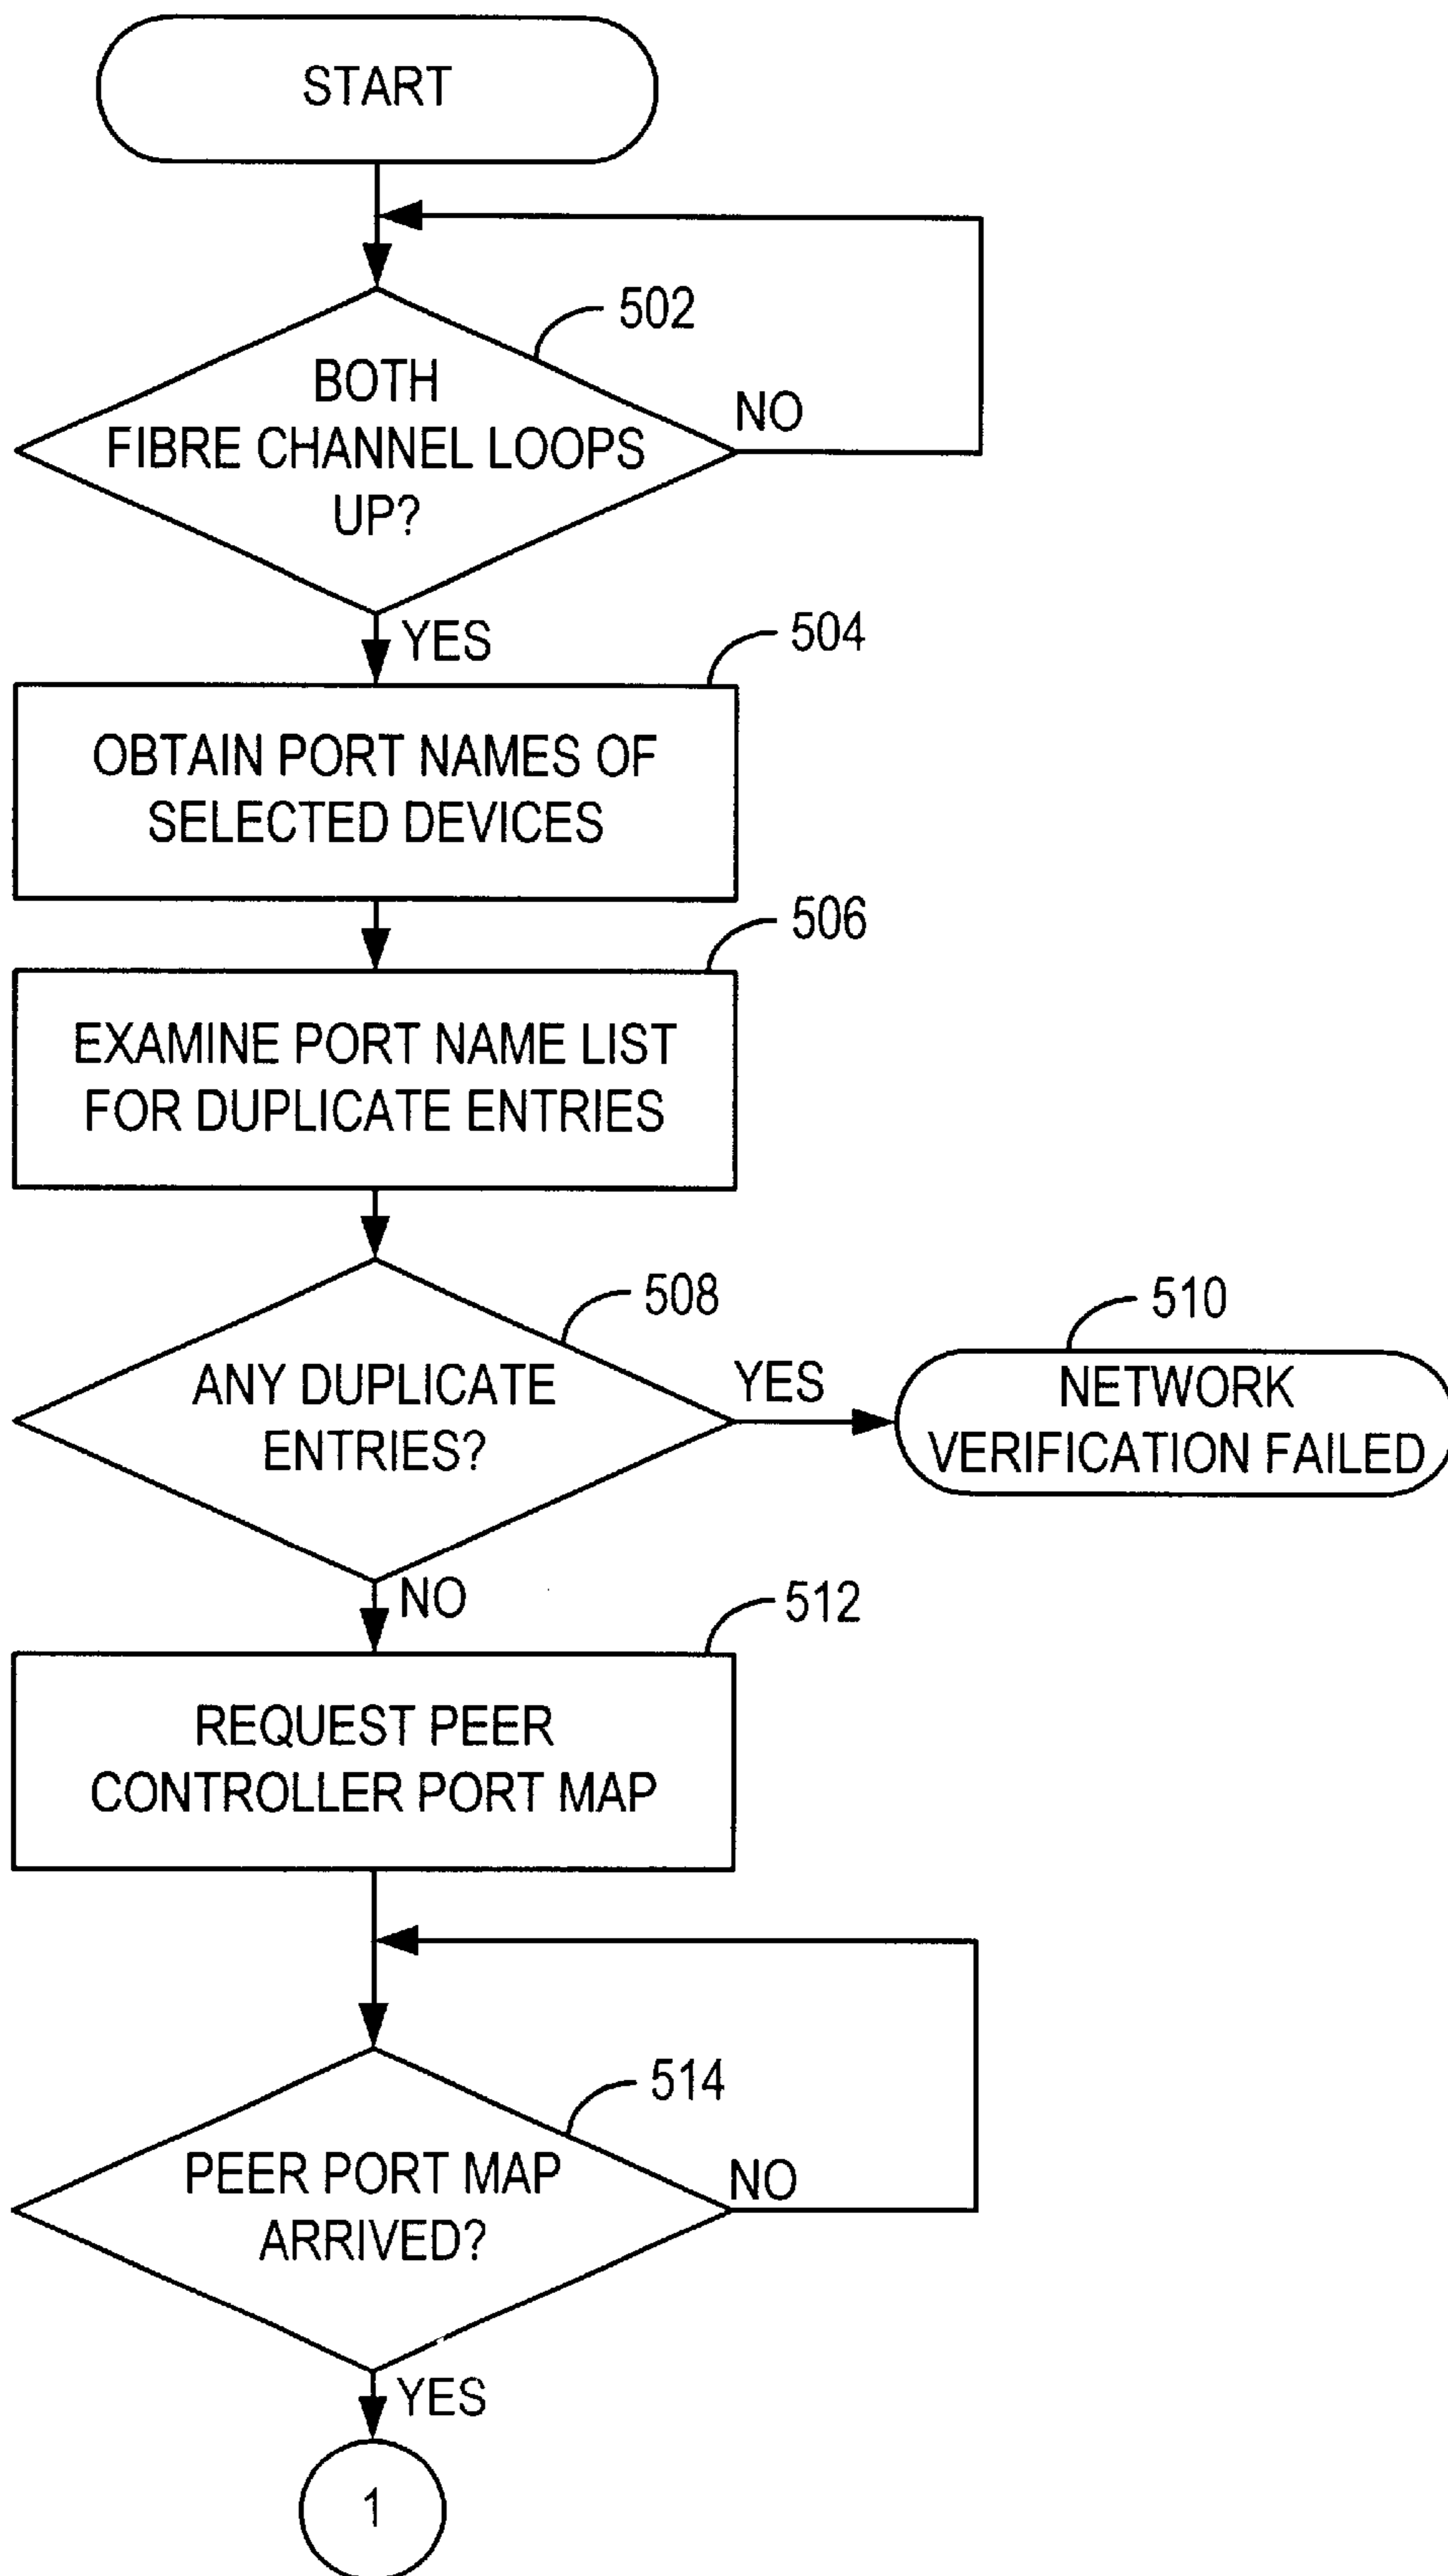 START
502
BOTH
FIBRE CHANNEL LOOPS
UP?
NO
YES
504
OBTAIN PORT NAMES OF
SELECTED DEVICES
506
EXAMINE PORT NAME LIST
FOR DUPLICATE ENTRIES
508
ANY DUPLICATE
ENTRIES?
YES
510
NETWORK
VERIFICATION FAILED
NO
512
REQUEST PEER
CONTROLLER PORT MAP
514
PEER PORT MAP
ARRIVED?
NO
YES
1